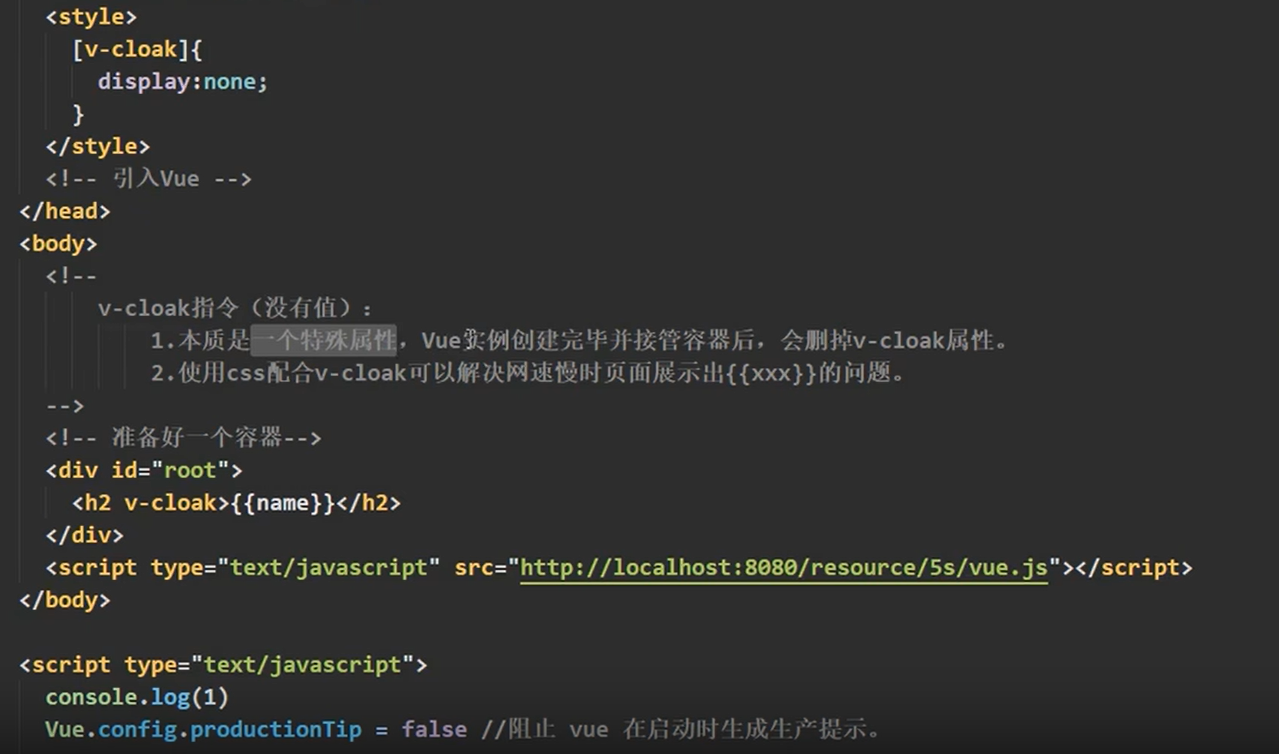 <style>
[v-cloak]{
display:none;
}
</style>
<!-- 引入Vue -->
</head>
<body>
<!--
v-cloak指令（没有值）：
1.本质是一个特殊属性，Vue实例创建完毕并接管容器后，会删掉v-cloak属性。
2.使用css配合v-cloak可以解决网速慢时页面展示出{{xxx}}的问题。
-->
<!-- 准备好一个容器-->
<div id="root">
<h2 v-cloak>{{name}}</h2>
</div>
<script type="text/javascript" src="http://localhost:8080/resource/5s/vue.js"></script>
</body>
<script type="text/javascript">
console.log(1)
Vue.config.productionTip = false //阻止 vue 在启动时生成生产提示。